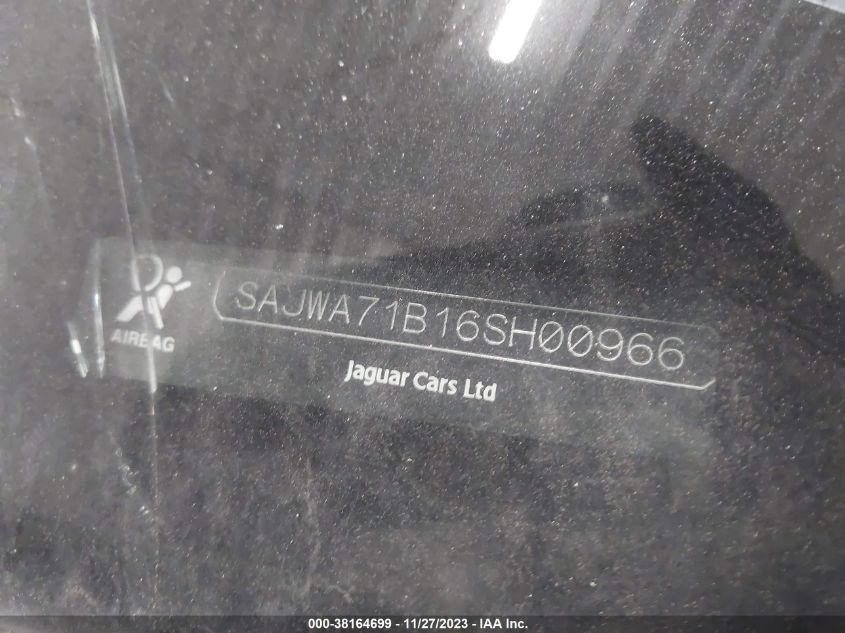 SAJWA71B16SH00966
AIRBAG
Jaguar Cars Ltd
000-38164699 - 11/27/2023 - IAA Inc.